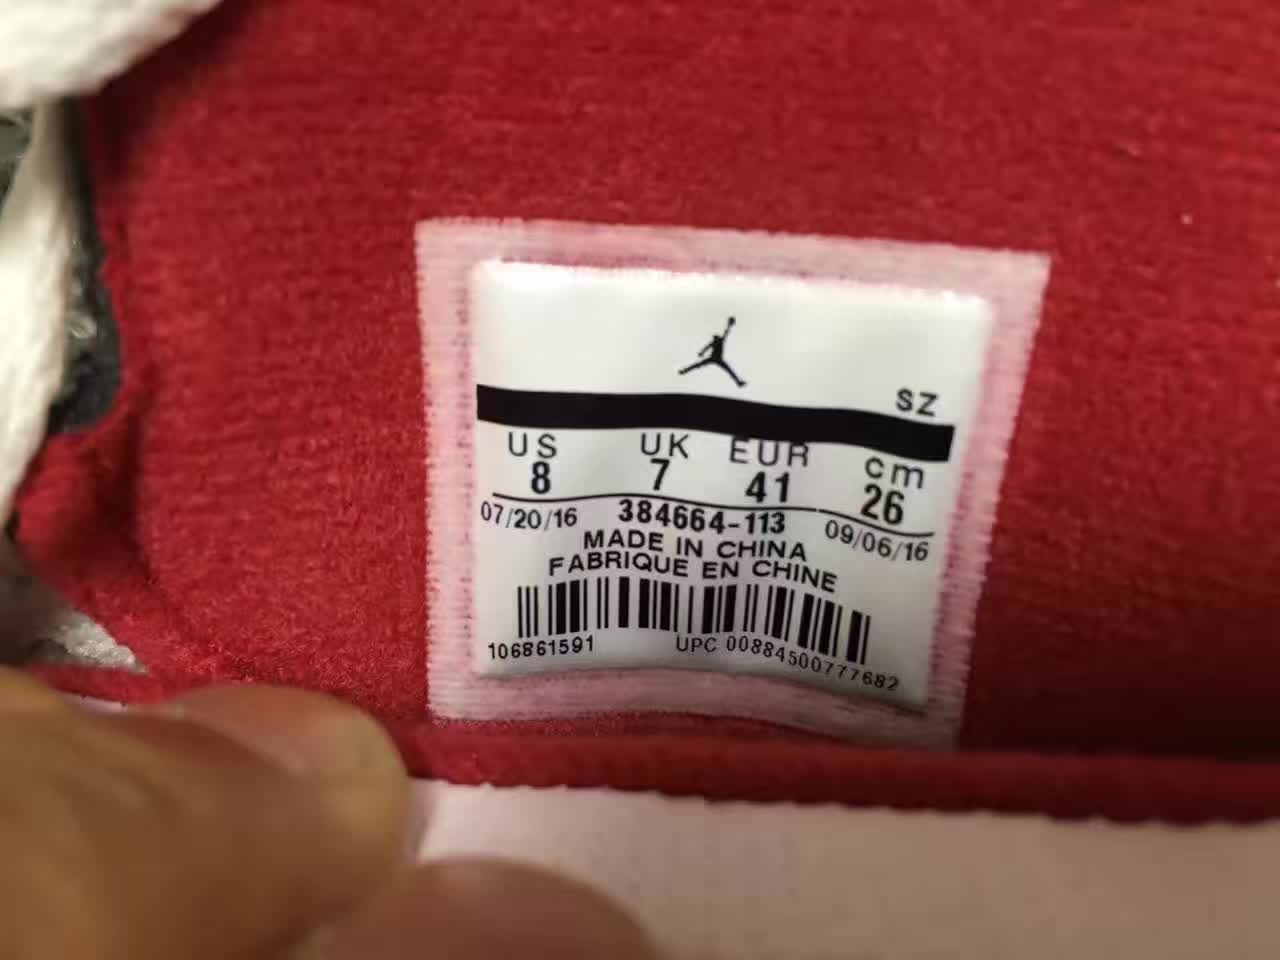 SZ
US UK EUR cm
8 7 41 26
07/20/16 384664-113 09/06/16
MADE IN CHINA
FABRIQUE EN CHINE
106861591 UPC 00884500777682